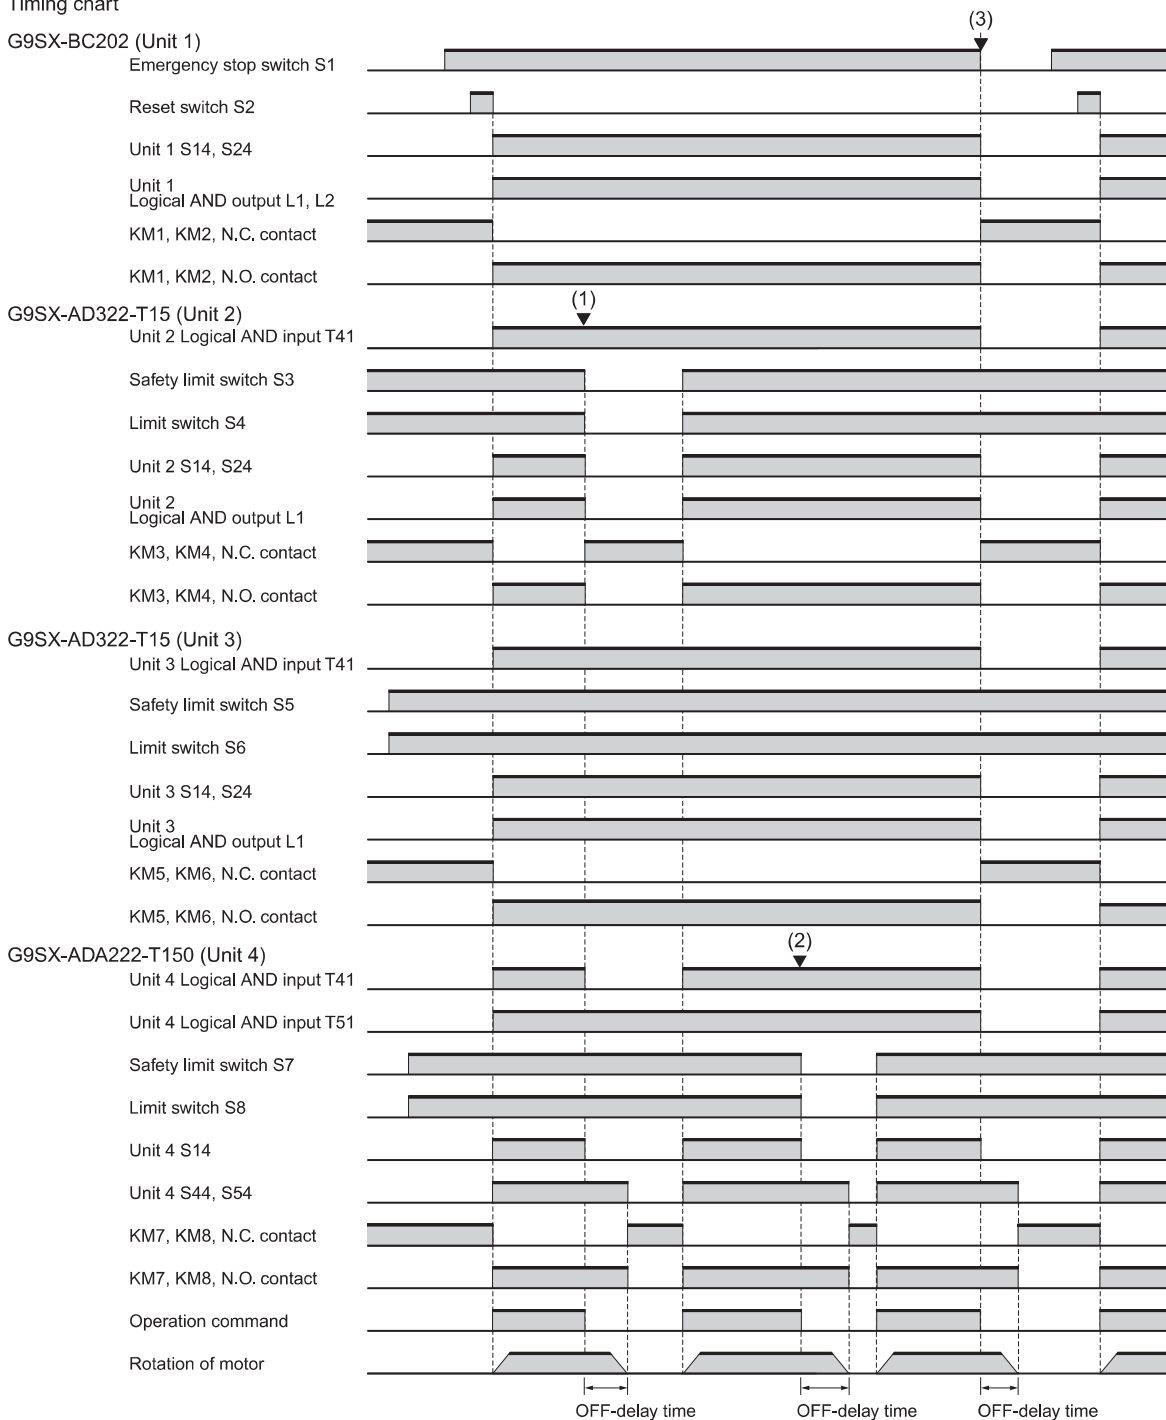 Timing chart
(3)
G9SX-BC202 (Unit 1)
Emergency stop switch S1
Reset switch S2
Unit 1 S14, S24
Unit 1
Logical AND output L1, L2
KM1, KM2, N.C. contact
KM1, KM2, N.O. contact
(1)
G9SX-AD322-T15 (Unit 2)
Unit 2 Logical AND input T41
Safety limit switch S3
Limit switch S4
Unit 2 S14, S24
Unit 2
Logical AND output L1
KM3, KM4, N.C. contact
KM3, KM4, N.O. contact
G9SX-AD322-T15 (Unit 3)
Unit 3 Logical AND input T41
Safety limit switch S5
Limit switch S6
Unit 3 S14, S24
Unit 3
Logical AND output L1
KM5, KM6, N.C. contact
KM5, KM6, N.O. contact
(2)
G9SX-ADA222-T150 (Unit 4)
Unit 4 Logical AND input T41
Unit 4 Logical AND input T51
Safety limit switch S7
Limit switch S8
Unit 4 S14
Unit 4 S44, S54
KM7, KM8, N.C. contact
KM7, KM8, N.O. contact
Operation command
Rotation of motor
OFF-delay time OFF-delay time OFF-delay time